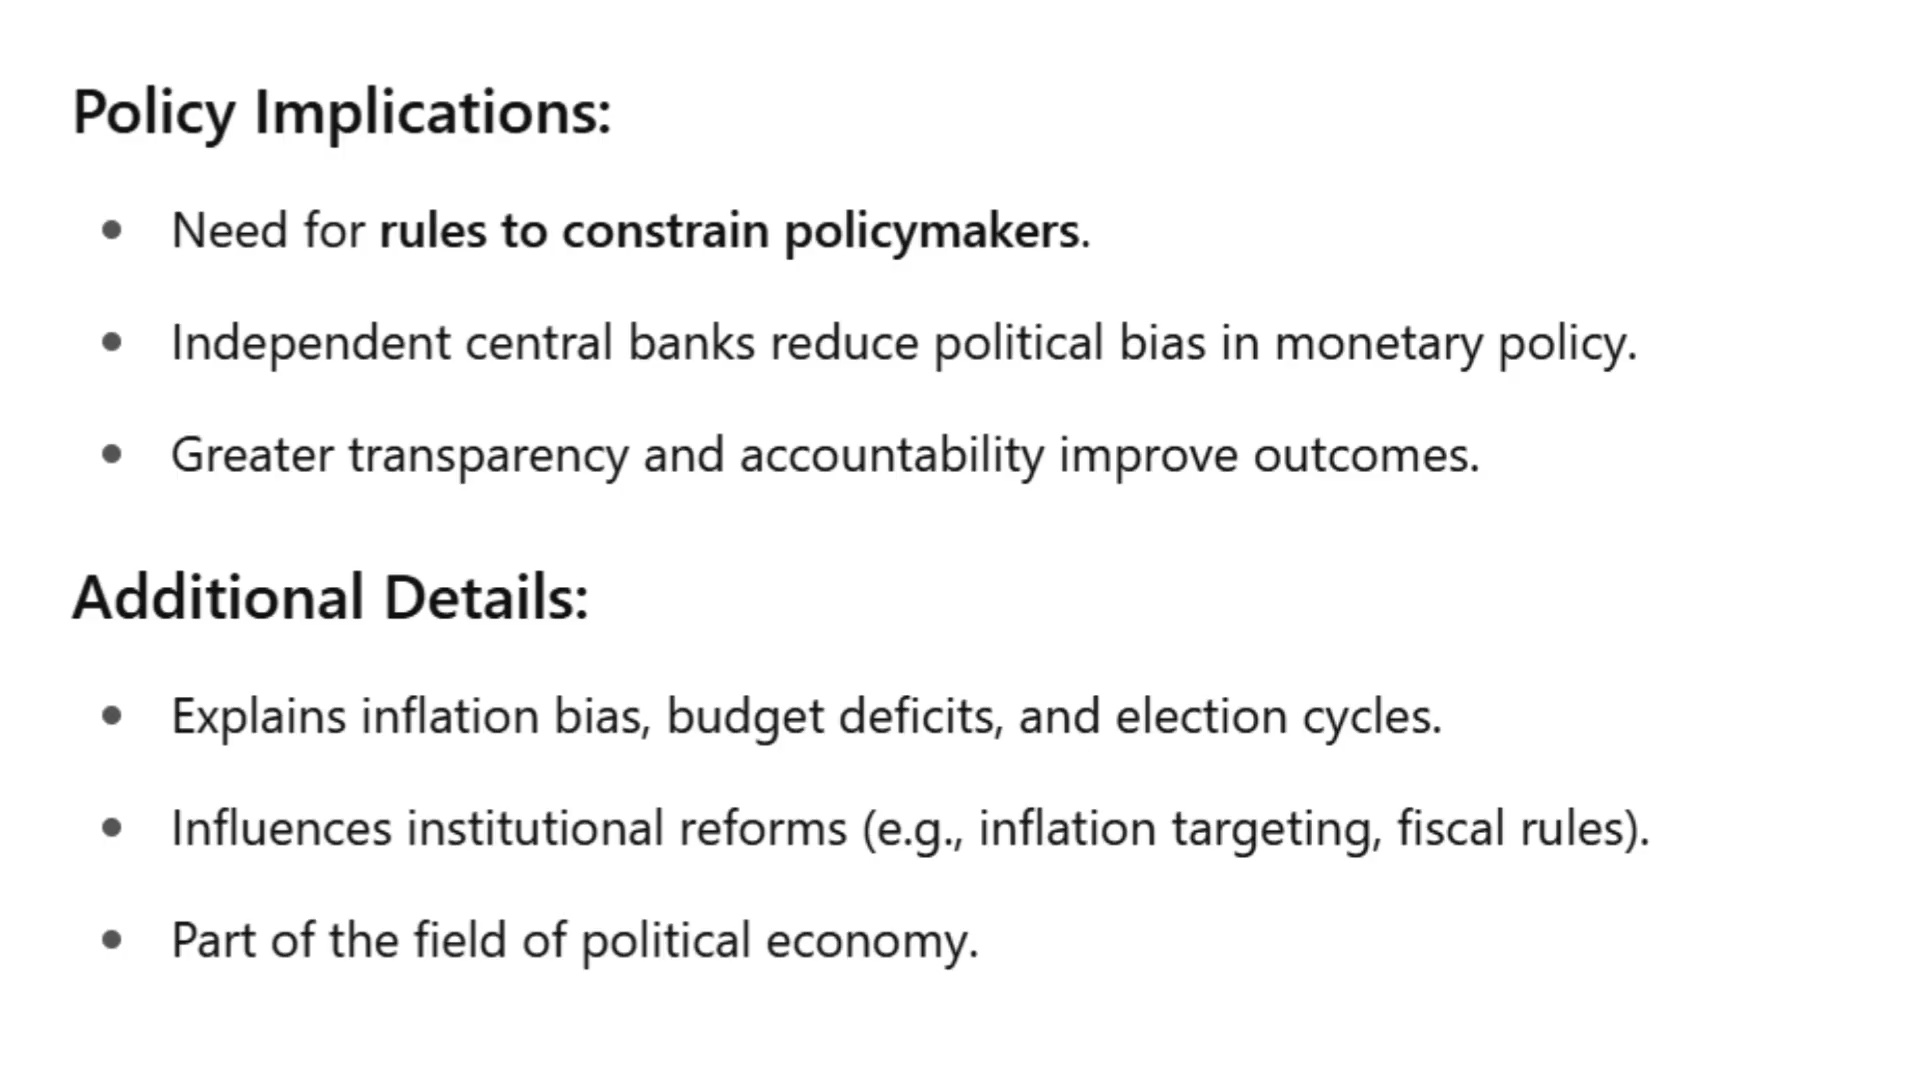 Policy Implications:
Need for rules to constrain policymakers.
Independent central banks reduce political bias in monetary policy.
Greater transparency and accountability improve outcomes.
Additional Details:
Explains inflation bias, budget deficits, and election cycles.
Influences institutional reforms (e.g., inflation targeting, fiscal rules).
Part of the field of political economy.